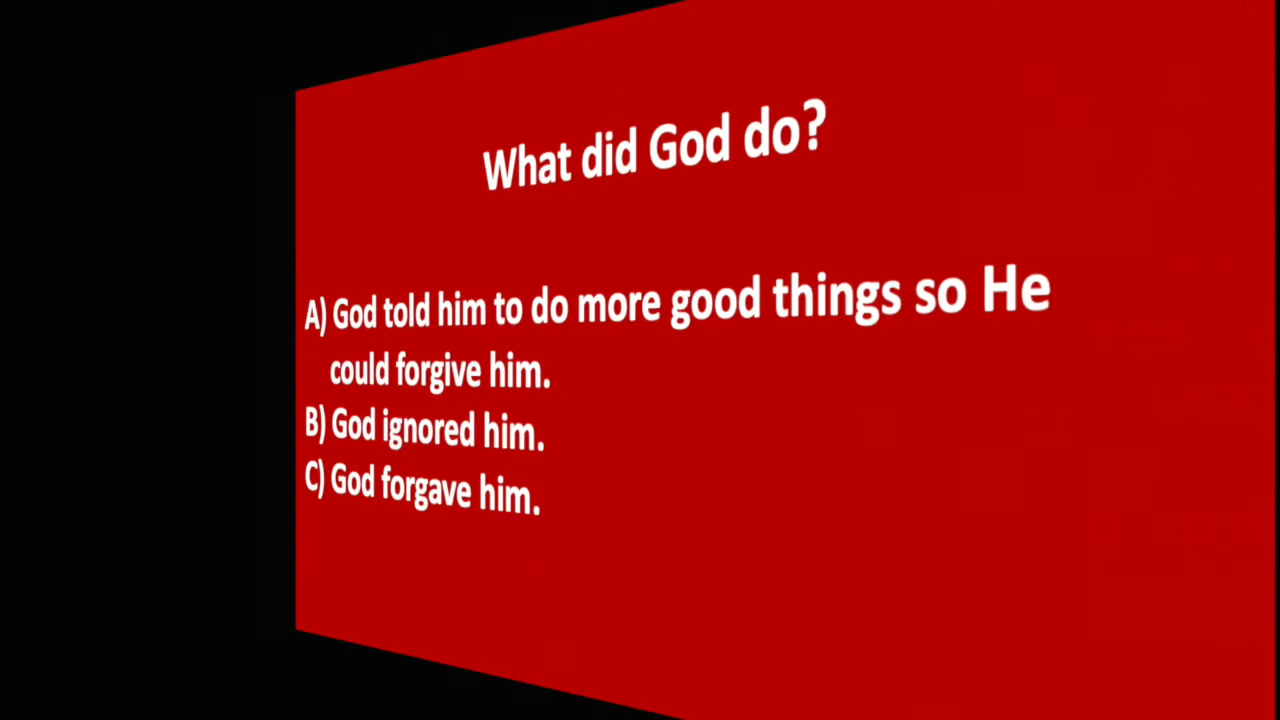 What did God do?
A) God told him to do more good things so He
could forgive him.
B) God ignored him.
C) God forgave him.